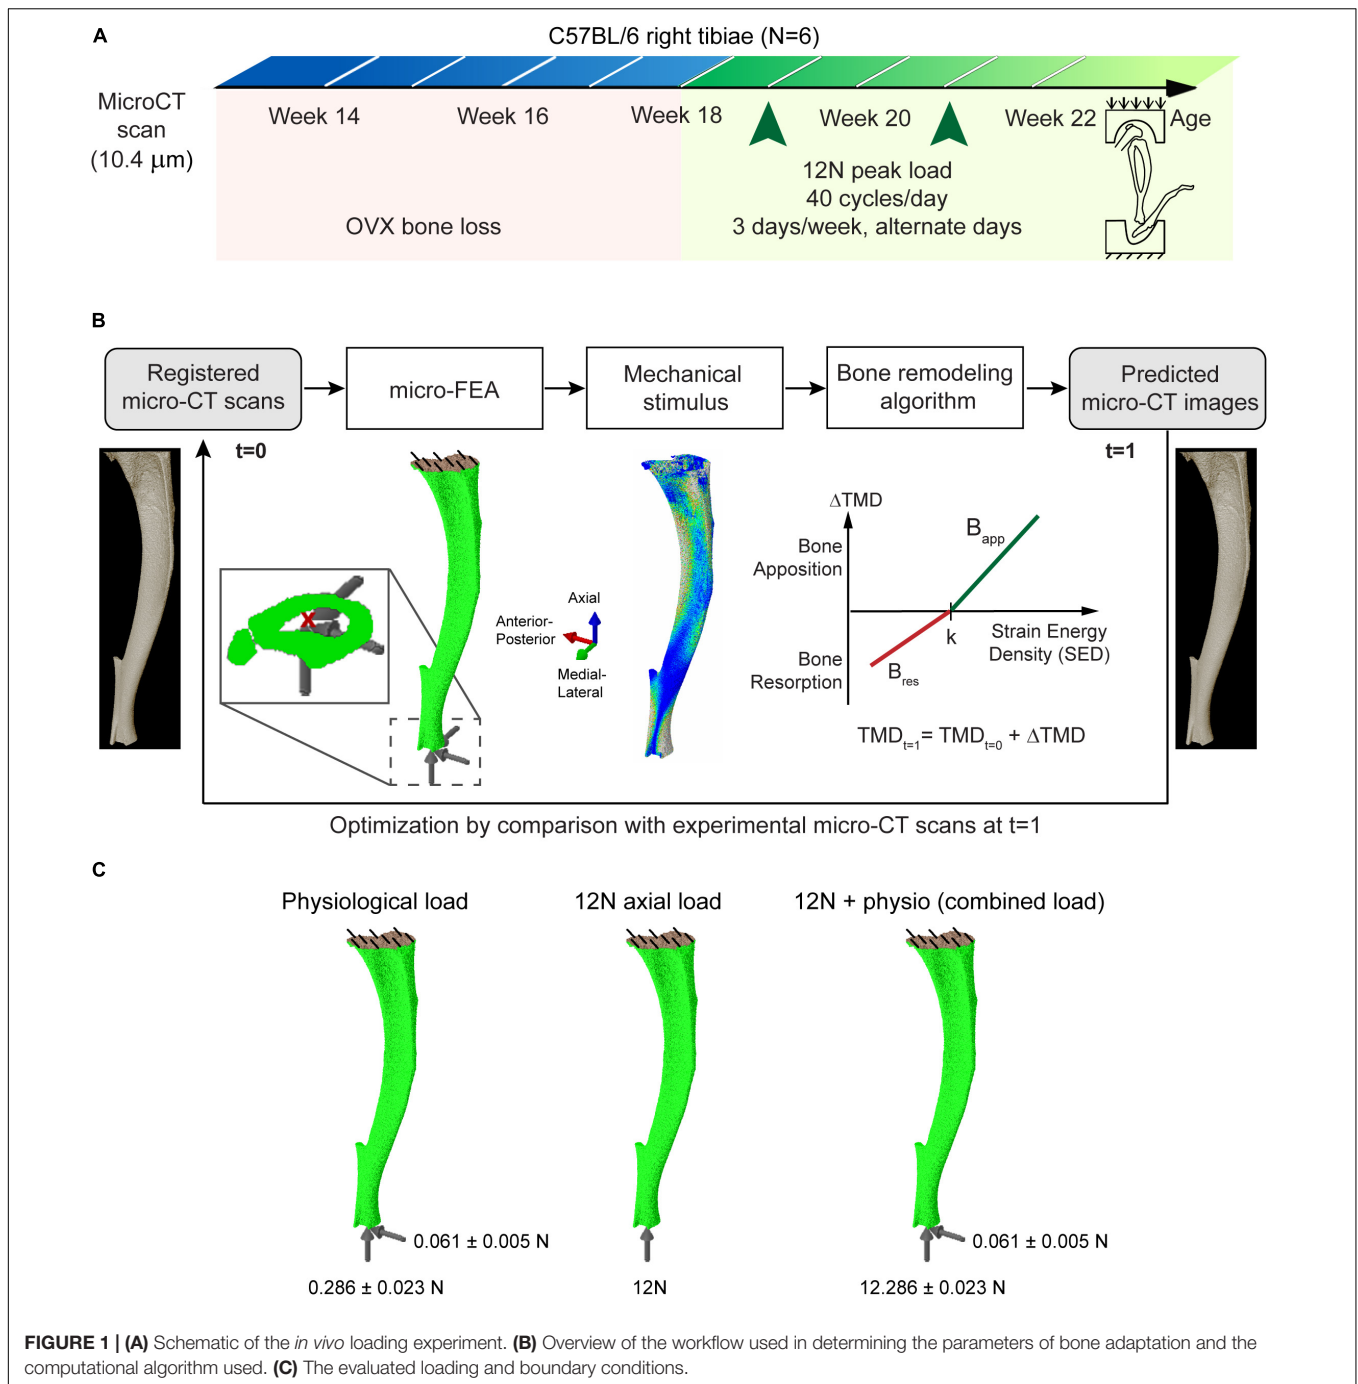 A
C57BL/6 right tibiae (N=6)
MicroCT
scan
(10.4 µm)
Week 14
Week 16
Week 18
Week 20
Week 22
Age
OVX bone loss
12N peak load
40 cycles/day
3 days/week, alternate days
B
Registered
micro-CT scans
micro-FEA
Mechanical
stimulus
Bone remodeling
algorithm
Predicted
micro-CT images
t=0
t=1
X
Axial
Anterior-
Posterior
Medial-
Lateral
ΔTMD
Bone
Apposition
Bone
Resorption
Bapp
Bres
k
Strain Energy
Density (SED)
TMDt=1= TMDt=0 + ΔTMD
Optimization by comparison with experimental micro-CT scans at t=1
C
Physiological load
12N axial load
12N + physio (combined load)
0.061 ± 0.005 N
0.061 ± 0.005 N
0.286 ± 0.023 N
12N
12.286 ± 0.023 N
FIGURE 1 | (A) Schematic of the in vivo loading experiment. (B) Overview of the workflow used in determining the parameters of bone adaptation and the
computational algorithm used. (C) The evaluated loading and boundary conditions.